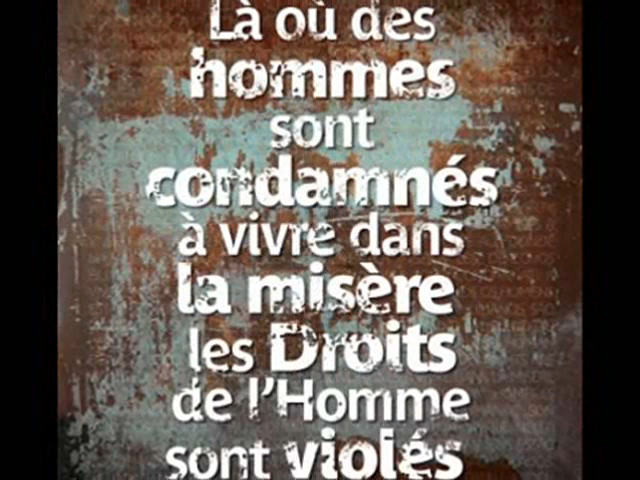 Là où des
hommes
sont
condamnés
à vivre dans
la misère
les Droits
de l'Homme
sont violés